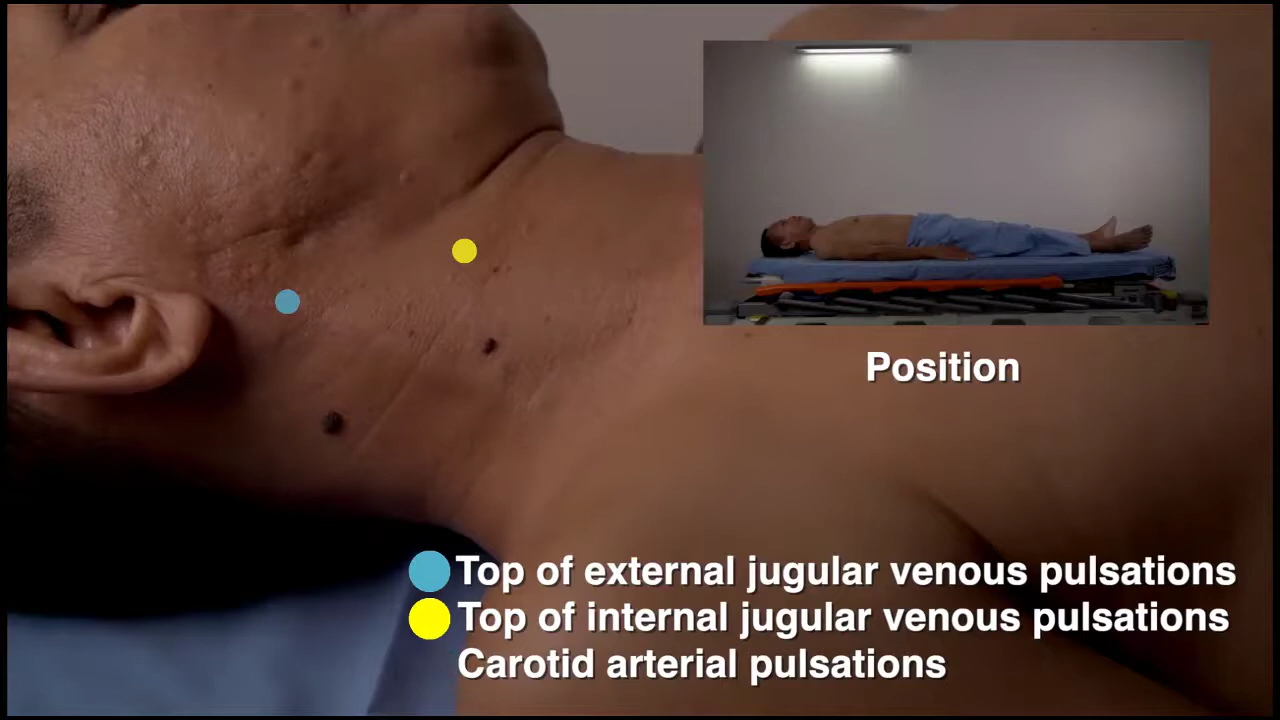 Position
Top of external jugular venous pulsations
Top of internal jugular venous pulsations
Carotid arterial pulsations